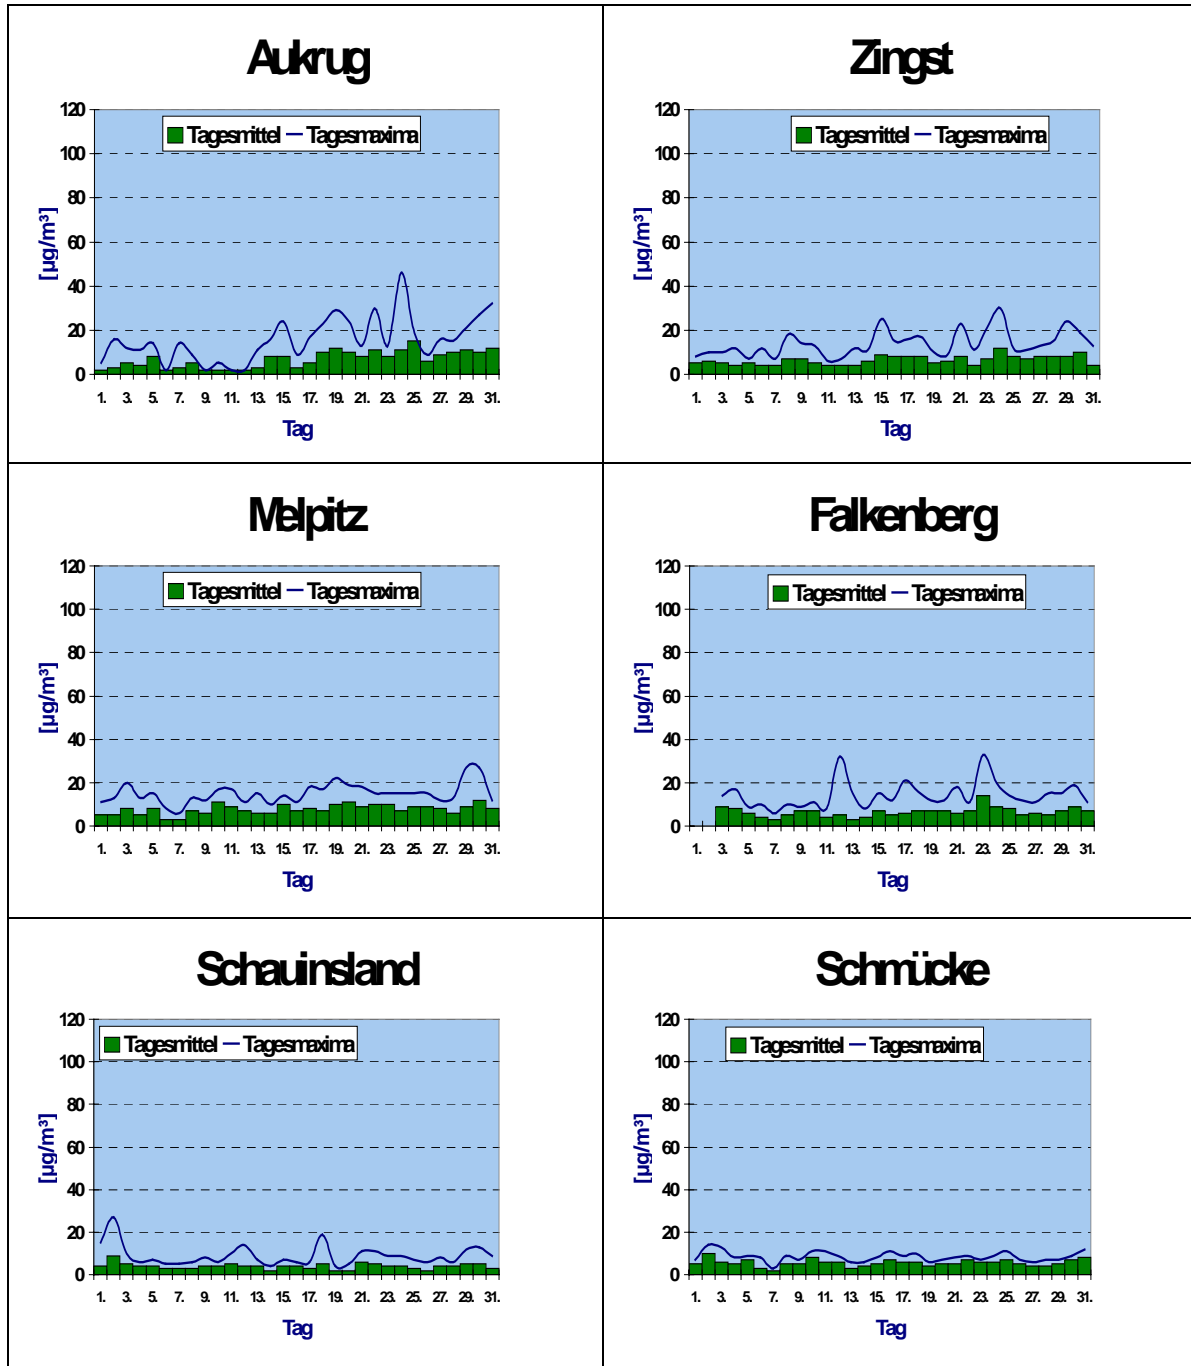 Aukrug
120
100
80
60
40
20
0
[µg/m³]
Tagesmittel Tagesmaxima
1. 3. 5. 7. 9. 11. 13. 15. 17. 19. 21. 23. 25. 27. 29. 31.
Tag
Zingst
120
100
80
60
40
20
0
[µg/m³]
Tagesmittel Tagesmaxima
1. 3. 5. 7. 9. 11. 13. 15. 17. 19. 21. 23. 25. 27. 29. 31.
Tag
Melpitz
120
100
80
60
40
20
0
[µg/m³]
Tagesmittel Tagesmaxima
1. 3. 5. 7. 9. 11. 13. 15. 17. 19. 21. 23. 25. 27. 29. 31.
Tag
Falkenberg
120
100
80
60
40
20
0
[µg/m³]
Tagesmittel Tagesmaxima
1. 3. 5. 7. 9. 11. 13. 15. 17. 19. 21. 23. 25. 27. 29. 31.
Tag
Schauinsland
120
100
80
60
40
20
0
[µg/m³]
Tagesmittel Tagesmaxima
1. 3. 5. 7. 9. 11. 13. 15. 17. 19. 21. 23. 25. 27. 29. 31.
Tag
Schmücke
120
100
80
60
40
20
0
[µg/m³]
Tagesmittel Tagesmaxima
1. 3. 5. 7. 9. 11. 13. 15. 17. 19. 21. 23. 25. 27. 29. 31.
Tag